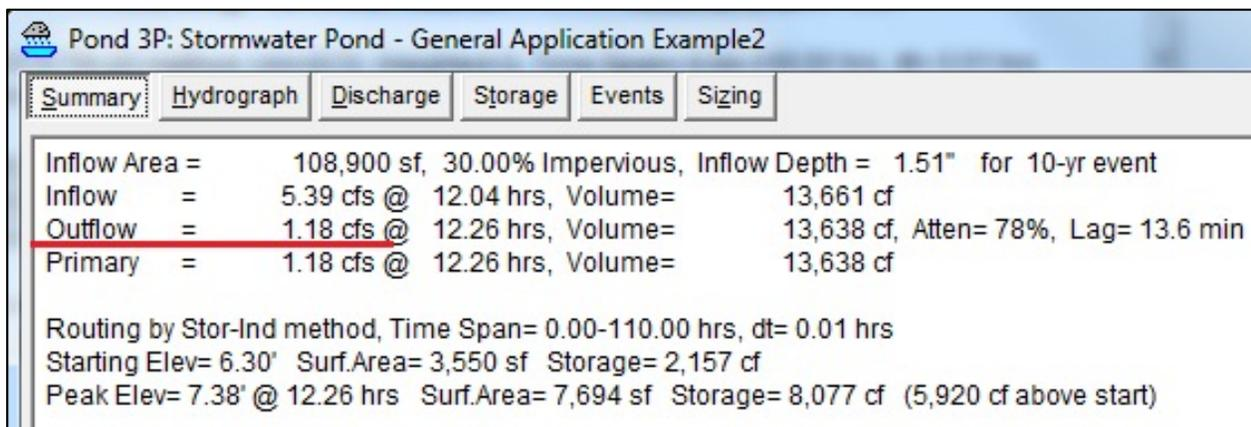 Pond 3P: Stormwater Pond - General Application Example2
Summary Hydrograph Discharge Storage Events Sizing
Inflow Area = 108,900 sf, 30.00% Impervious, Inflow Depth = 1.51" for 10-yr event
Inflow = 5.39 cfs @ 12.04 hrs, Volume= 13,661 cf
Outflow = 1.18 cfs @ 12.26 hrs, Volume= 13,638 cf, Atten= 78%, Lag= 13.6 min
Primary = 1.18 cfs @ 12.26 hrs, Volume= 13,638 cf
Routing by Stor-Ind method, Time Span= 0.00-110.00 hrs, dt= 0.01 hrs
Starting Elev= 6.30' Surf.Area= 3,550 sf Storage= 2,157 cf
Peak Elev= 7.38' @ 12.26 hrs Surf.Area= 7,694 sf Storage= 8,077 cf (5,920 cf above start)